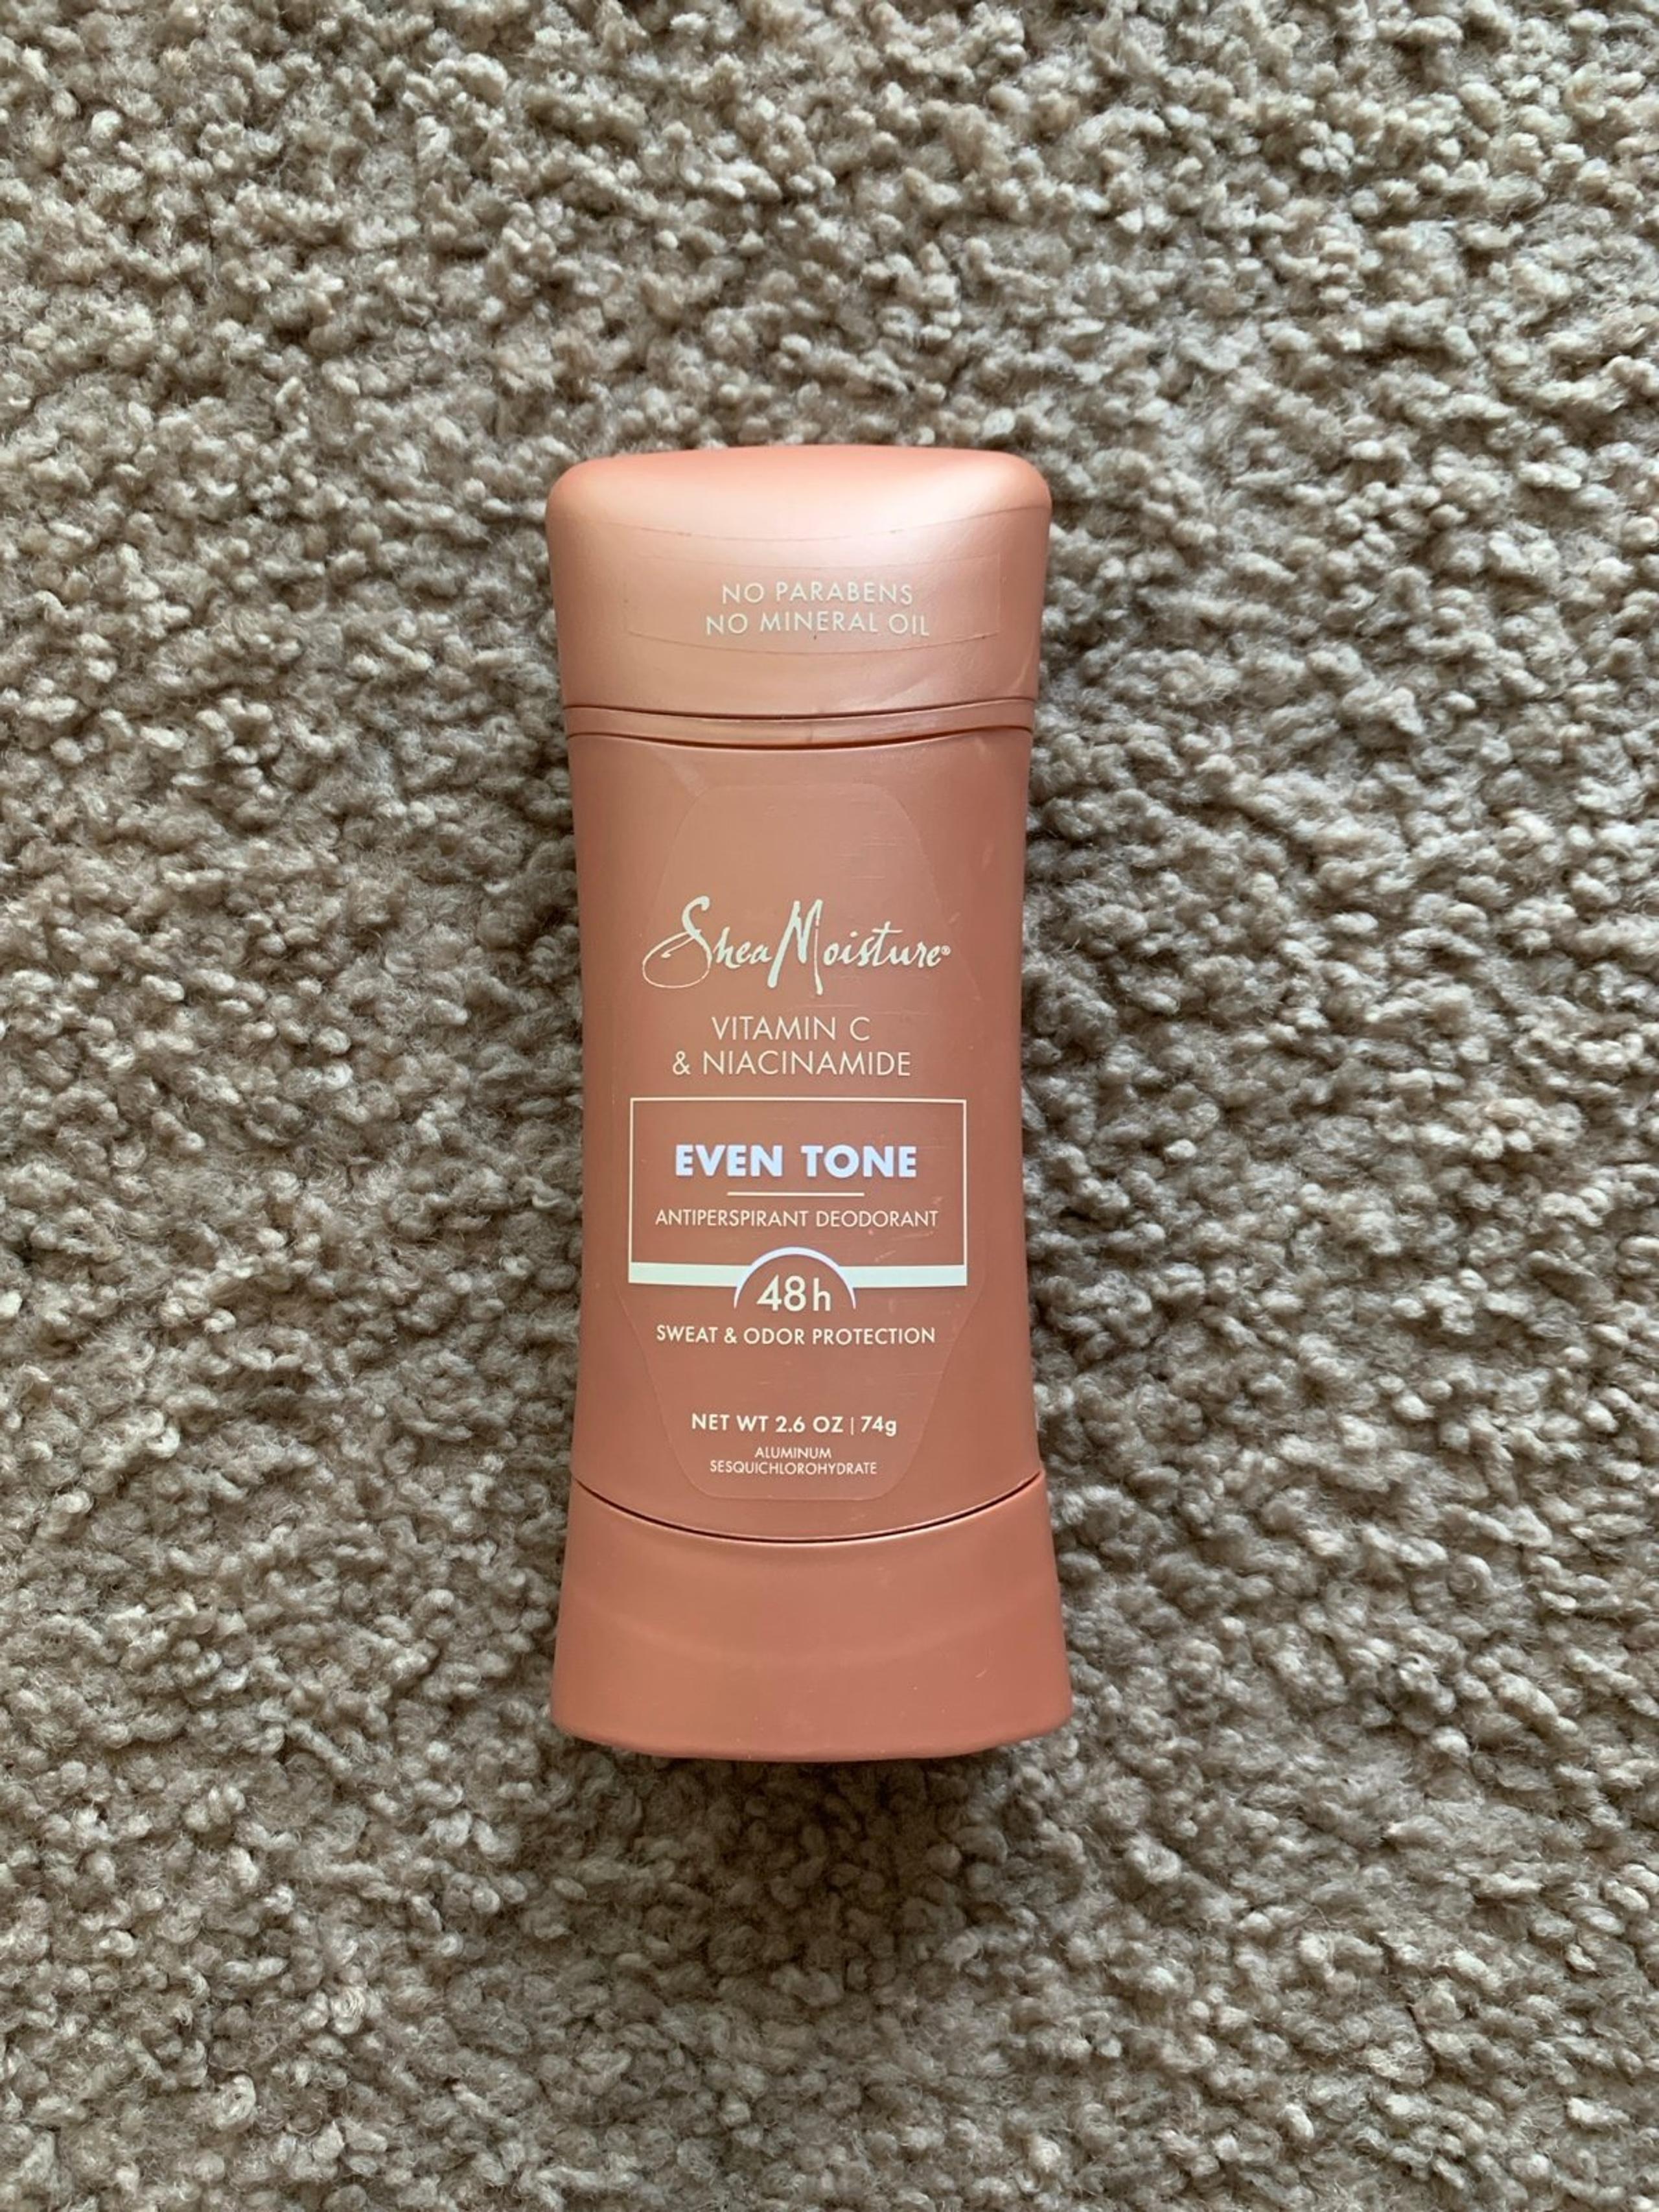 NO PARABENS
NO MINERAL OIL
SheaMoisture®
VITAMIN C
& NIACINAMIDE
EVEN TONE
ANTIPERSPIRANT DEODORANT
48h
SWEAT & ODOR PROTECTION
NET WT 2.6 OZ | 74g
ALUMINUM
SESQUICHLOROHYDRATE